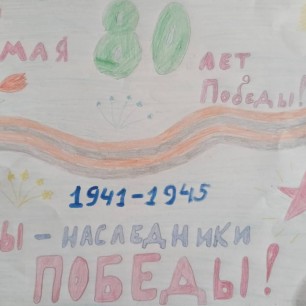 МАЯ 80 ЛЕТ
Победы!
1941-1945
Ы - НАСЛЕДНИКИ
ПОБЕДЫ!